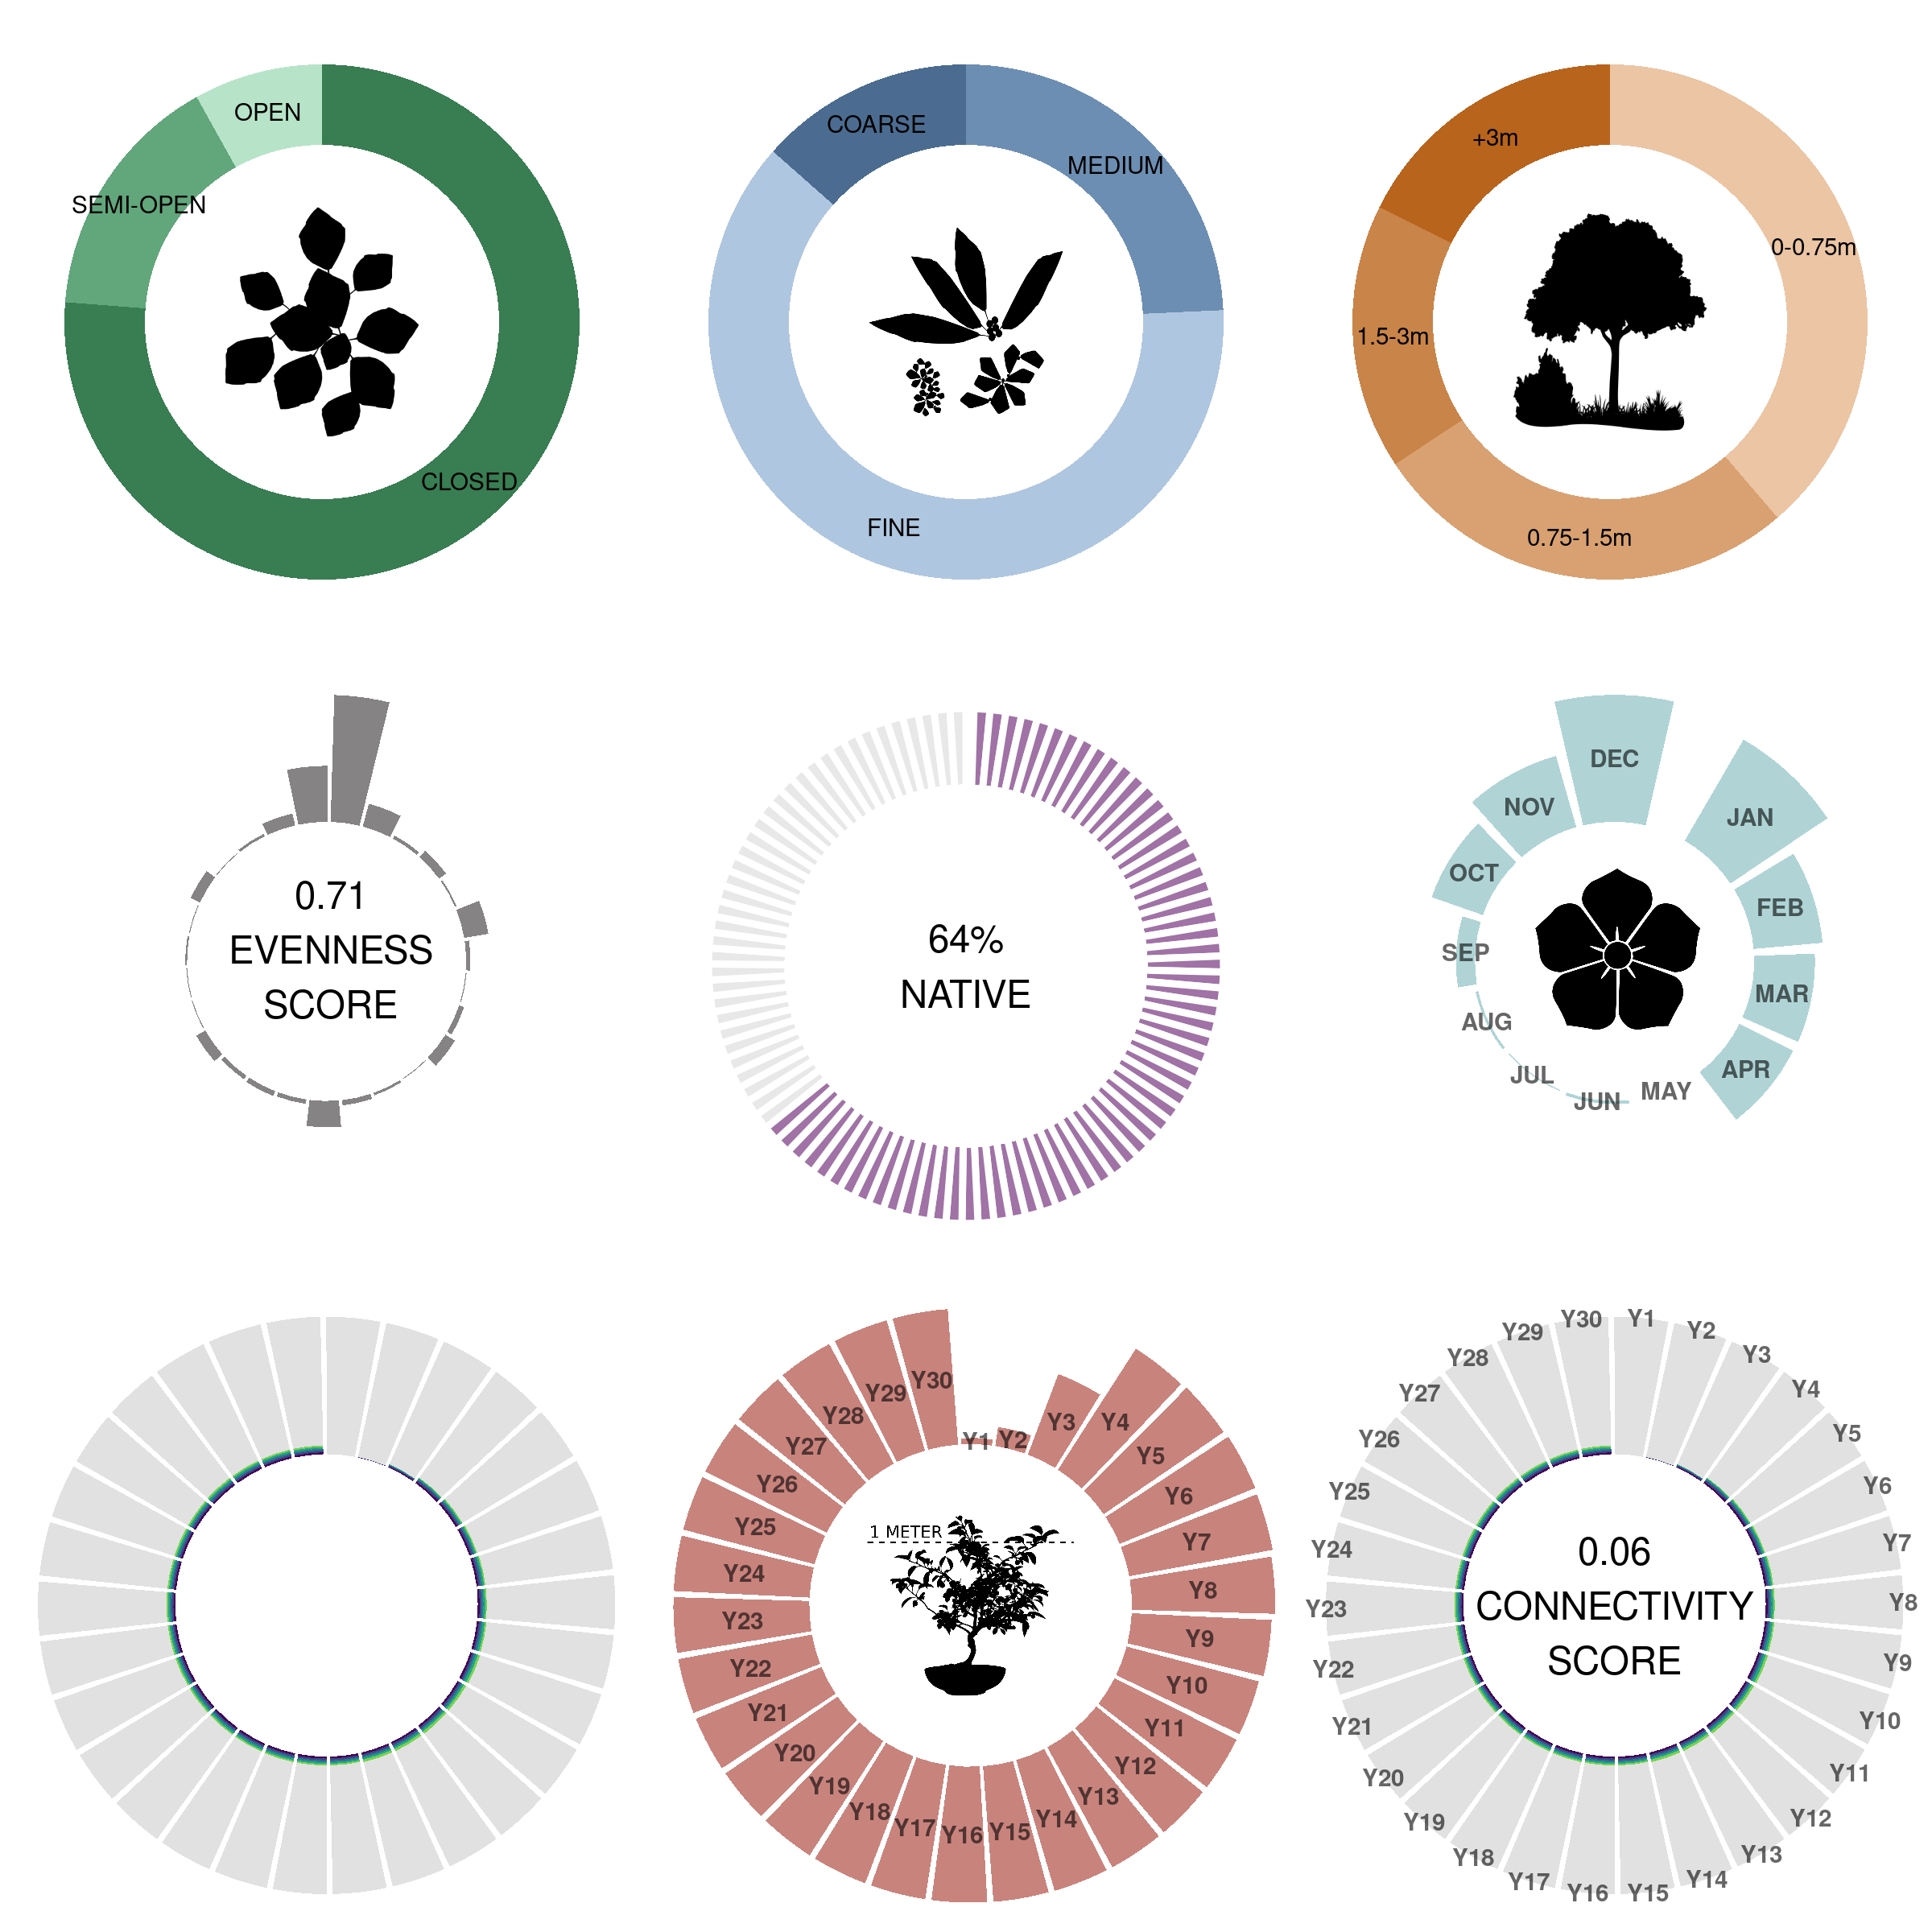 OPEN
SEMI-OPEN
CLOSED
COARSE
MEDIUM
FINE
+3m
0-0.75m
1.5-3m
0.75-1.5m
0.71
EVENNESS
SCORE
64%
NATIVE
DEC
JAN
NOV
OCT
FEB
SEP
MAR
AUG
APR
JUL
JUN
MAY
1 METER
Y1
Y2
Y3
Y4
Y5
Y6
Y7
Y8
Y9
Y10
Y11
Y12
Y13
Y14
Y15
Y16
Y17
Y18
Y19
Y20
Y21
Y22
Y23
Y24
Y25
Y26
Y27
Y28
Y29
Y30
0.06
CONNECTIVITY
SCORE
Y1
Y2
Y3
Y4
Y5
Y6
Y7
Y8
Y9
Y10
Y11
Y12
Y13
Y14
Y15
Y16
Y17
Y18
Y19
Y20
Y21
Y22
Y23
Y24
Y25
Y26
Y27
Y28
Y29
Y30